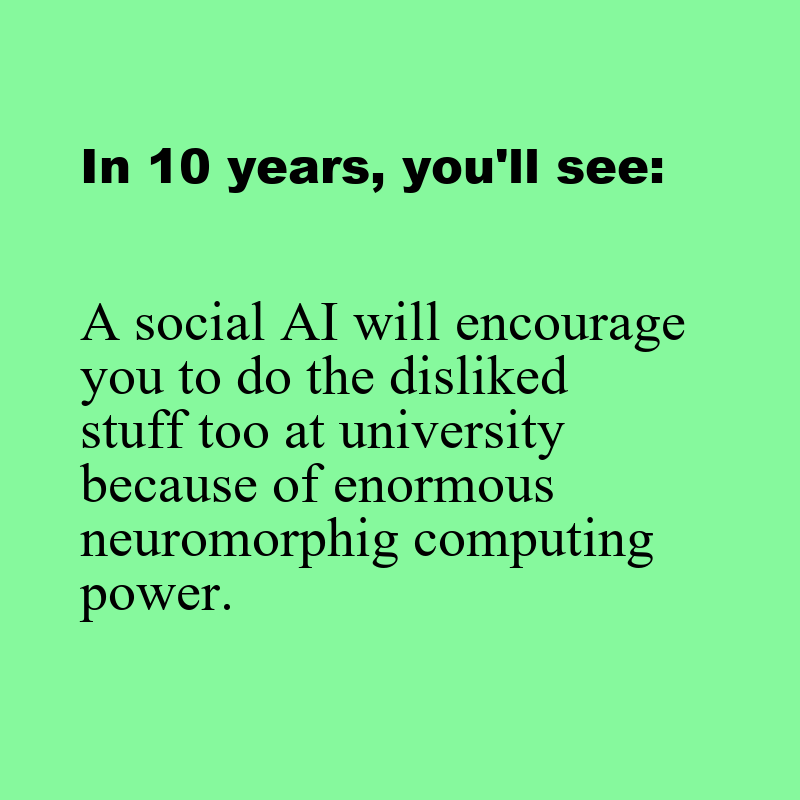 In 10 years, you'll see:
A social AI will encourage
you to do the disliked
stuff too at university
because of enormous
neuromorphig computing
power.